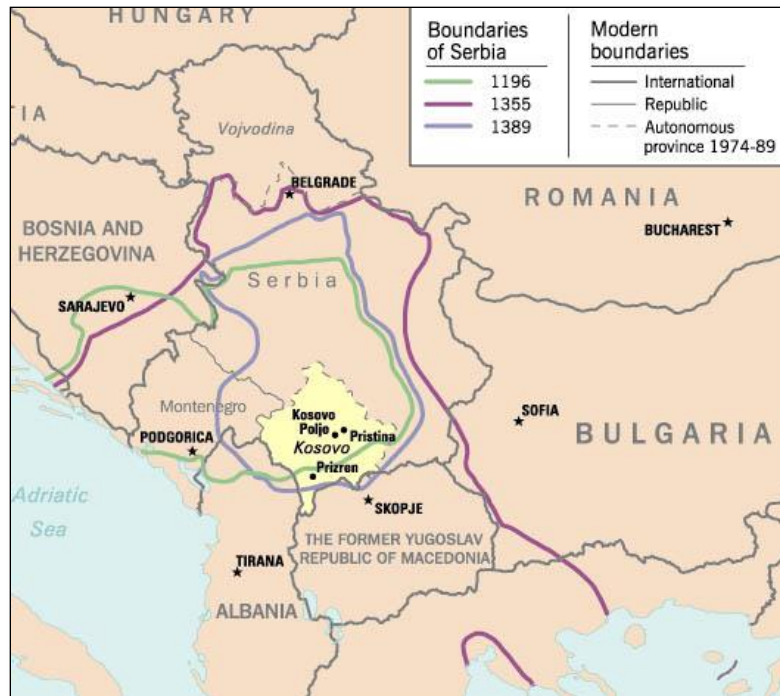 HUNGARY
Boundaries
of Serbia
1196
1355
1389
Modern
boundaries
International
Republic
Autonomous
province 1974-89
TIA
Vojvodina
BELGRADE
ROMANIA
BUCHAREST
BOSNIA AND
HERZEGOVINA
SARAJEVO
Serbia
Montenegro
PODGORICA
Kosovo
Polje
Pristina
Kosovo
Prizren
SOFIA
BULGARIA
Adriatic
Sea
SKOPJE
THE FORMER YUGOSLAV
REPUBLIC OF MACEDONIA
TIRANA
ALBANIA